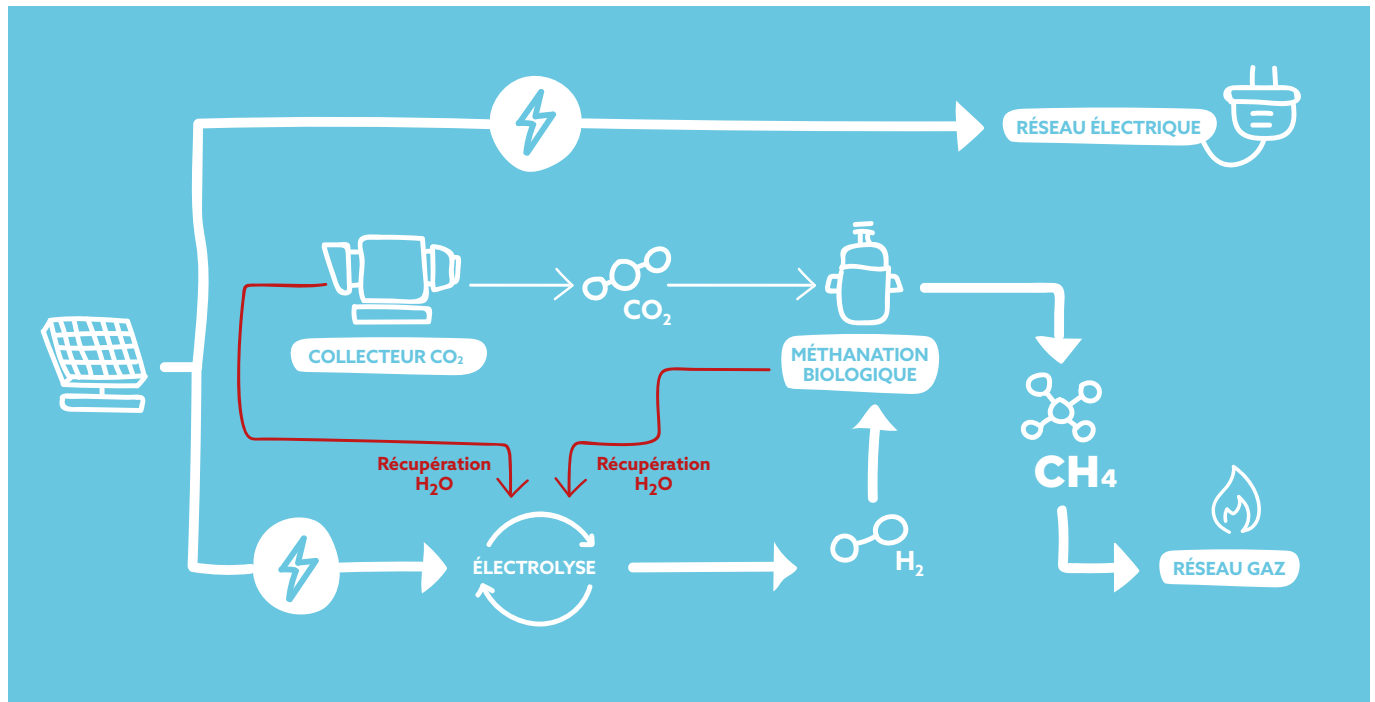 RÉSEAU ÉLECTRIQUE
CO₂
COLLECTEUR CO₂
MÉTHANATION
BIOLOGIQUE
Récupération
H₂O
Récupération
H₂O
CH₄
ÉLECTROLYSE
H₂
RÉSEAU GAZ